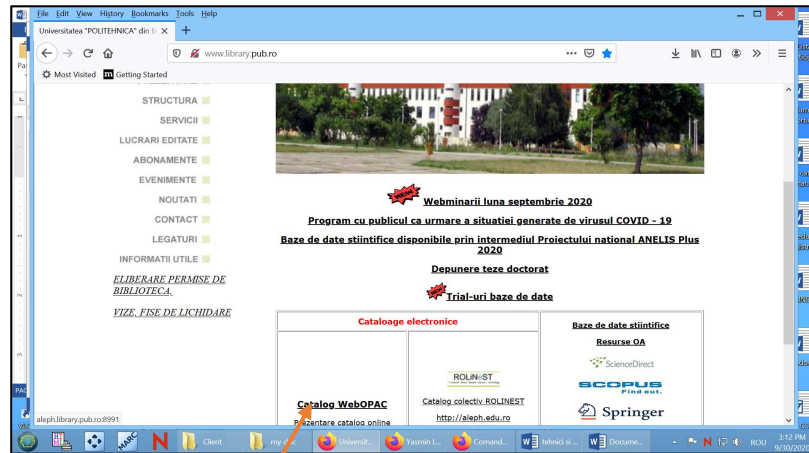 File Edit View History Bookmarks Tools Help
Universitatea "POLITEHNICA" din B
www.library.pub.ro
Most Visited Getting Started
STRUCTURA
SERVICII
LUCRARI EDITATE
ABONAMENTE
EVENIMENTE
NOUTATI
CONTACT
LEGATURI
INFORMATII UTILE
ELIBERARE PERMISE DE
BIBLIOTECA,
VIZE, FISE DE LICHIDARE
NEW Webminarii luna septembrie 2020
Program cu publicul ca urmare a situatiei generate de virusul COVID - 19
Baze de date stiintifice disponibile prin intermediul Proiectului national ANELIS Plus
2020
Depunere teze doctorat
NEW Trial-uri baze de date
Cataloage electronice
Catalog WebOPAC
Prezentare catalog online
ROLiNeST
Catalog colectiv ROLINEST
http://aleph.edu.ro
Baze de date stiintifice
Resurse OA
ScienceDirect
SCOPUS
Find out.
Springer
aleph.library.pub.ro:8991
MARC N Client my doc Universit... Yasmin I... Comand... tehnici si ... Docume... N ROU 3:12 PM
9/30/2020